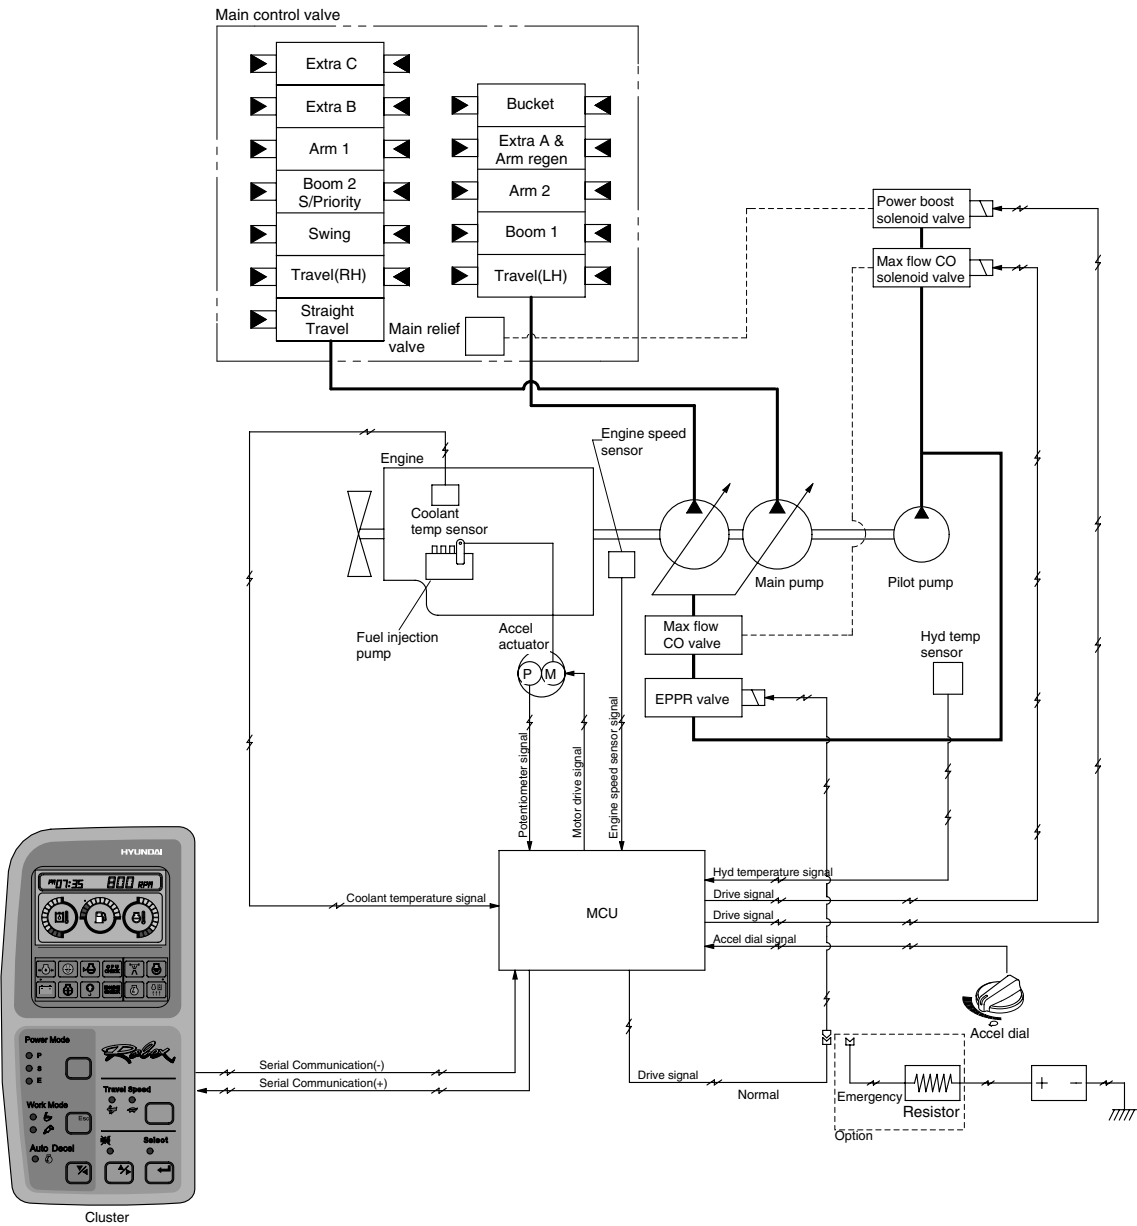 Main control valve
Extra C
Extra B
Arm 1
Boom 2
S/Priority
Swing
Travel(RH)
Straight
Travel
Bucket
Extra A &
Arm regen
Arm 2
Boom 1
Travel(LH)
Main relief
valve
Power boost
solenoid valve
Max flow CO
solenoid valve
Engine speed
sensor
Engine
Coolant
temp sensor
Fuel injection
pump
Accel
actuator
P
M
Main pump
Pilot pump
Max flow
CO valve
EPPR valve
Hyd temp
sensor
Potentiometer signal
Motor drive signal
Engine speed sensor signal
Coolant temperature signal
MCU
Hyd temperature signal
Drive signal
Drive signal
Accel dial signal
Accel dial
Serial Communication(-)
Serial Communication(+)
Drive signal
Normal
Emergency
Resistor
Option
+ -
HYUNDAI
PM 07:35 800 RPM
CPU
CHECK
Power Mode
P
S
E
Robex
Travel Speed
Work Mode
Esc
Auto Decel
Select
Cluster